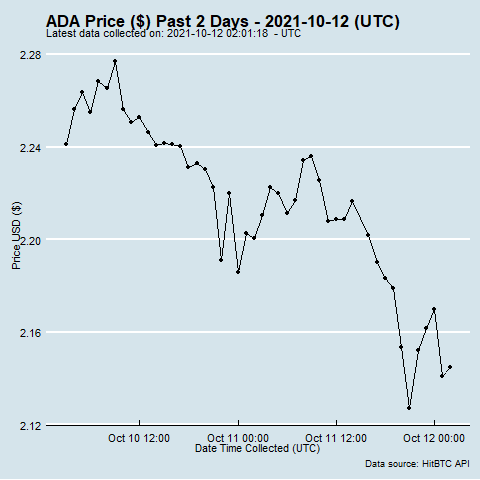 ADA Price ($) Past 2 Days - 2021-10-12 (UTC)
Latest data collected on: 2021-10-12 02:01:18  - UTC
2.28
2.24
2.20
2.16
2.12
Price USD ($)
Oct 10 12:00
Oct 11 00:00
Oct 11 12:00
Oct 12 00:00
Date Time Collected (UTC)
Data source: HitBTC API